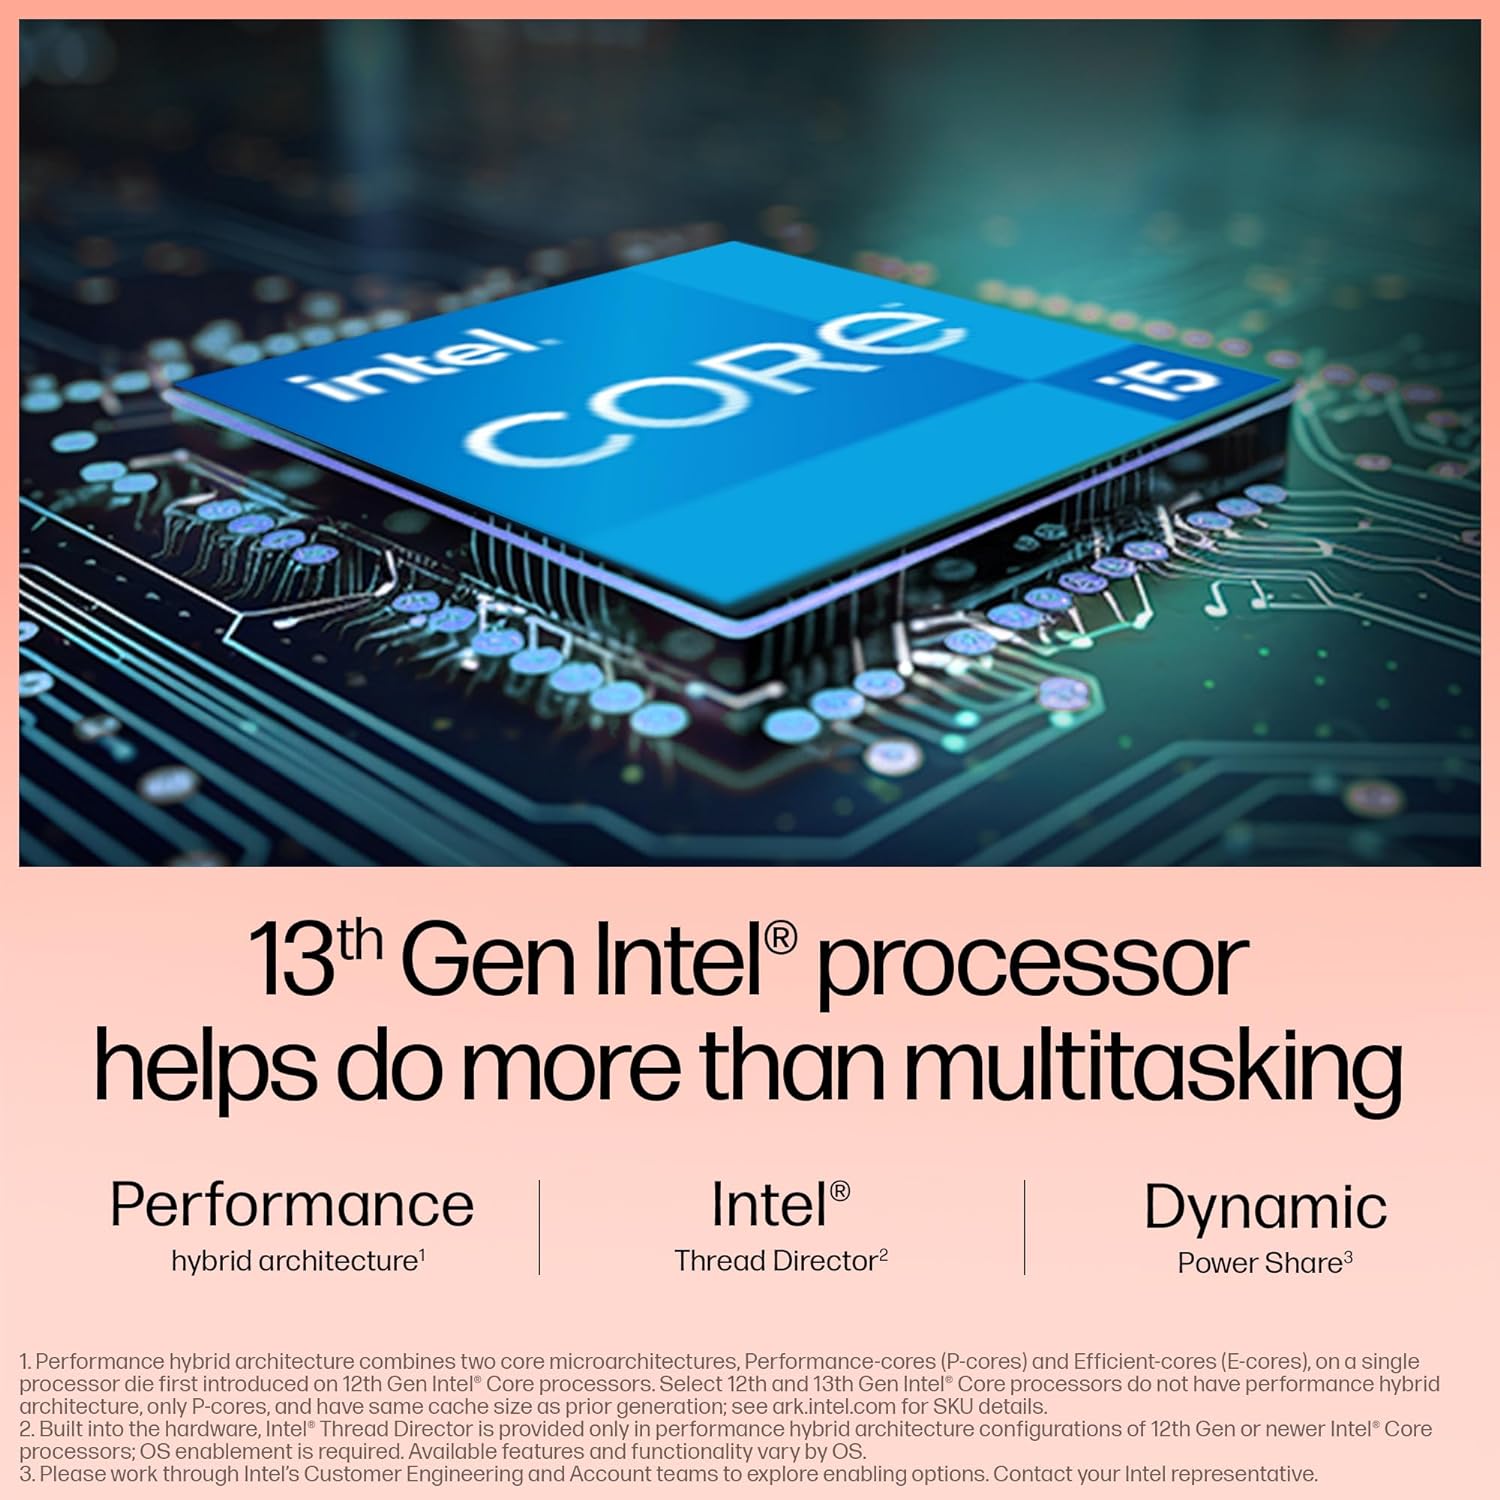 intel.
CORE™
i5
13th Gen Intel® processor
helps do more than multitasking
Performance
hybrid architecture¹
Intel®
Thread Director²
Dynamic
Power Share³
1. Performance hybrid architecture combines two core microarchitectures, Performance-cores (P-cores) and Efficient-cores (E-cores), on a single
processor die first introduced on 12th Gen Intel® Core processors. Select 12th and 13th Gen Intel® Core processors do not have performance hybrid
architecture, only P-cores, and have same cache size as prior generation; see ark.intel.com for SKU details.
2. Built into the hardware, Intel® Thread Director is provided only in performance hybrid architecture configurations of 12th Gen or newer Intel® Core
processors; OS enablement is required. Available features and functionality vary by OS.
3. Please work through Intel's Customer Engineering and Account teams to explore enabling options. Contact your Intel representative.